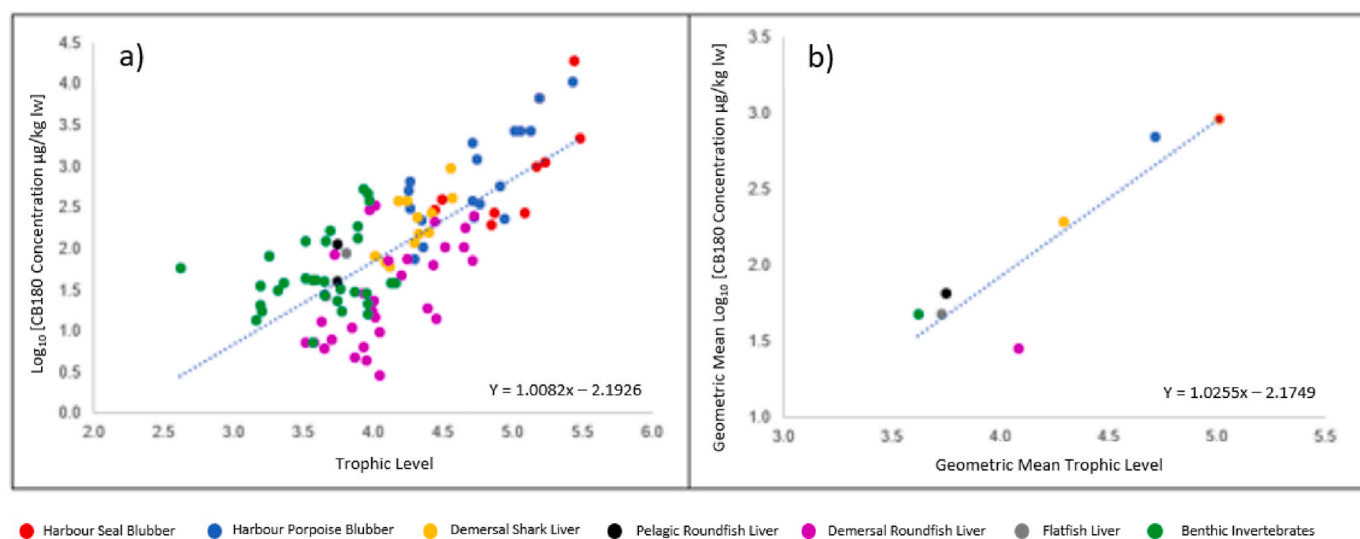 a)
Log₁₀ [CB180 Concentration µg/kg lw]
4.5
4.0
3.5
3.0
2.5
2.0
1.5
1.0
0.5
0.0
2.0 2.5 3.0 3.5 4.0 4.5 5.0 5.5 6.0
Y = 1.0082x – 2.1926
Trophic Level
b)
Geometric Mean Log₁₀ [CB180 Concentration µg/kg lw]
3.5
3.0
2.5
2.0
1.5
1.0
3.0 3.5 4.0 4.5 5.0 5.5
Y = 1.0255x – 2.1749
Geometric Mean Trophic Level
Harbour Seal Blubber Harbour Porpoise Blubber Demersal Shark Liver Pelagic Roundfish Liver Demersal Roundfish Liver Flatfish Liver Benthic Invertebrates